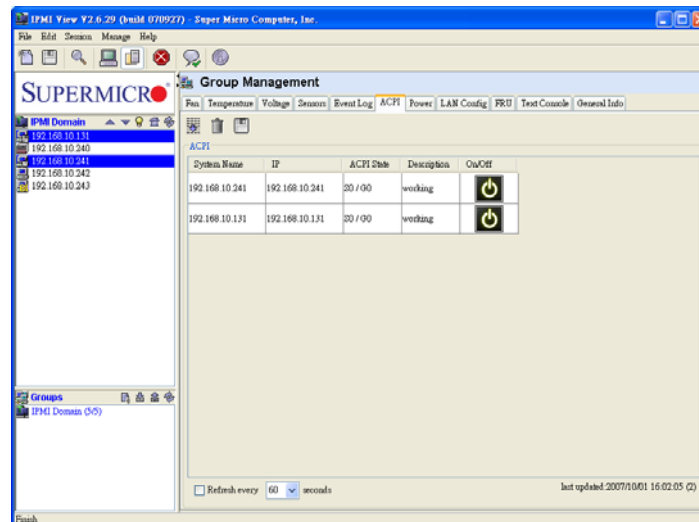 IPMI View V2.6.29 (build 070927) - Super Micro Computer, Inc.
File Edit Session Manage Help
SUPERMICRO
Group Management
Fan Temperature Voltage Sensors Event Log ACPI Power LAN Config FRU Text Console General Info
IPMI Domain
192.168.10.131
192.168.10.240
192.168.10.241
192.168.10.242
192.168.10.243
ACPI
System Name IP ACPI State Description On/Off
192.168.10.241 192.168.10.241 S0 / G0 working
192.168.10.131 192.168.10.131 S0 / G0 working
Groups
IPMI Domain (5/5)
Refresh every 60 seconds
last updated:2007/10/01 16:02:05 (2)
Finish